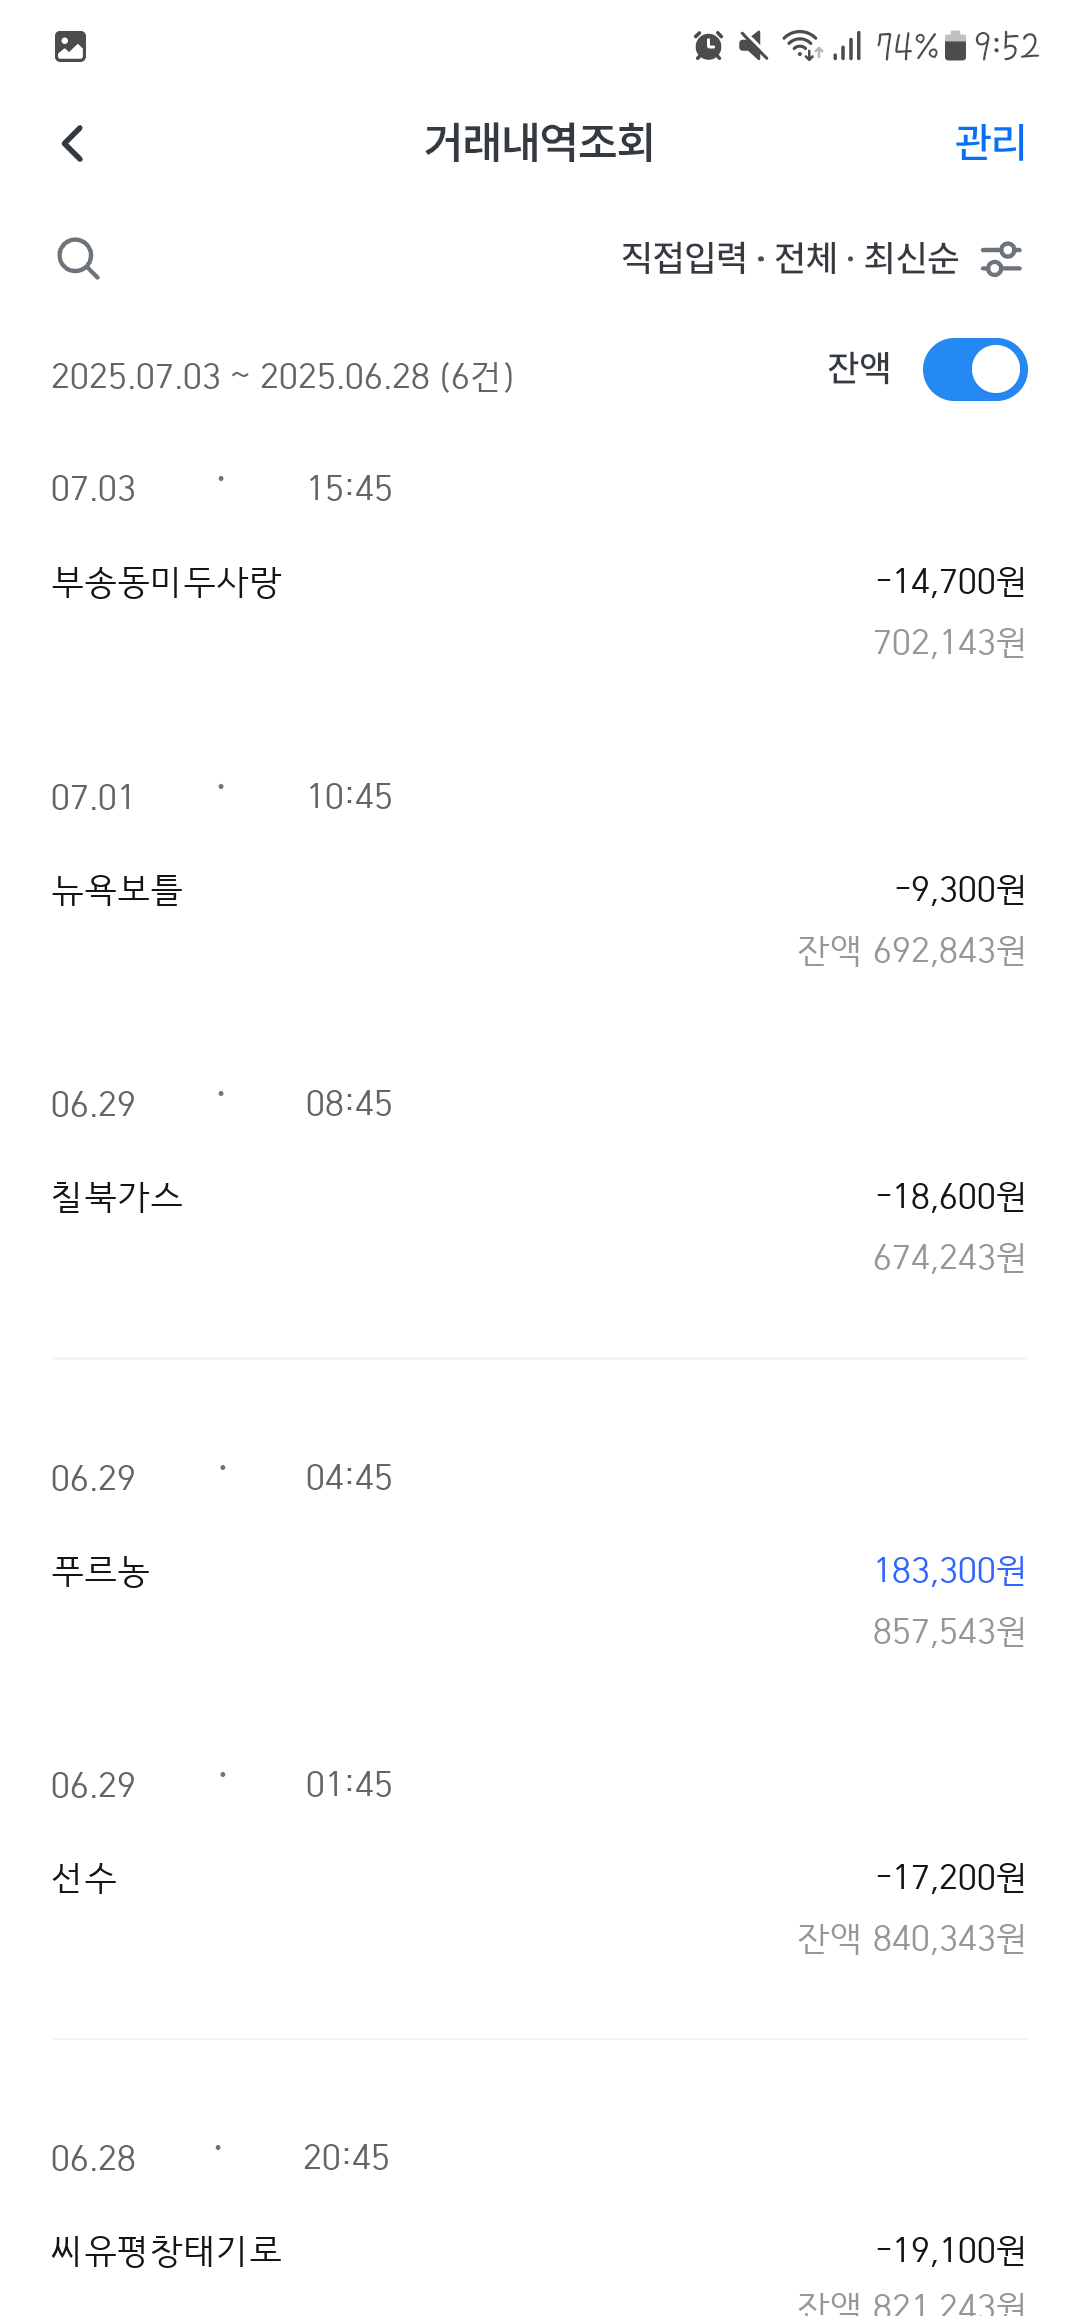 74% 9:52
거래내역조회 관리
직접입력 · 전체 · 최신순
2025.07.03 ~ 2025.06.28 (6건) 잔액
07.03 · 15:45
부송동미두사랑 -14,700원
702,143원
07.01 · 10:45
뉴욕보틀 -9,300원
잔액 692,843원
06.29 · 08:45
칠북가스 -18,600원
674,243원
06.29 · 04:45
푸르농 183,300원
857,543원
06.29 · 01:45
선수 -17,200원
잔액 840,343원
06.28 · 20:45
씨유평창태기로 -19,100원
잔액 821,243원